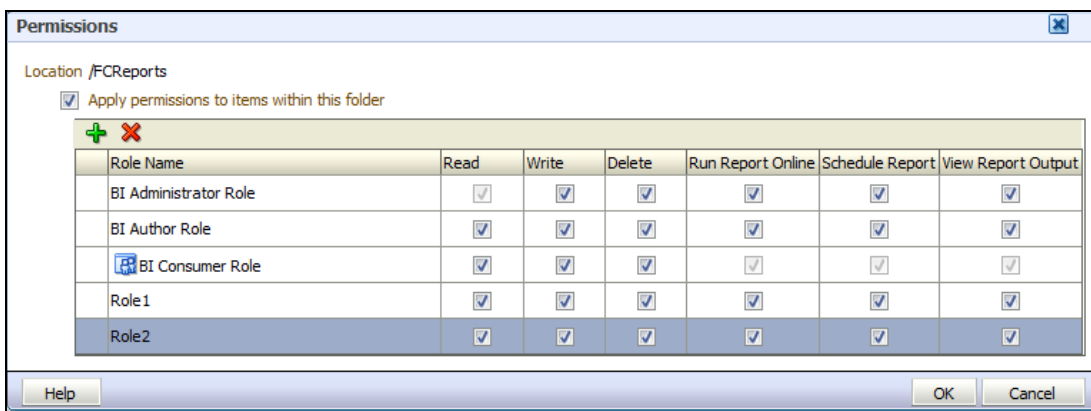 Permissions
Location /FCReports
Apply permissions to items within this folder
Role Name Read Write Delete Run Report Online Schedule Report View Report Output
BI Administrator Role
BI Author Role
BI Consumer Role
Role1
Role2
Help OK Cancel